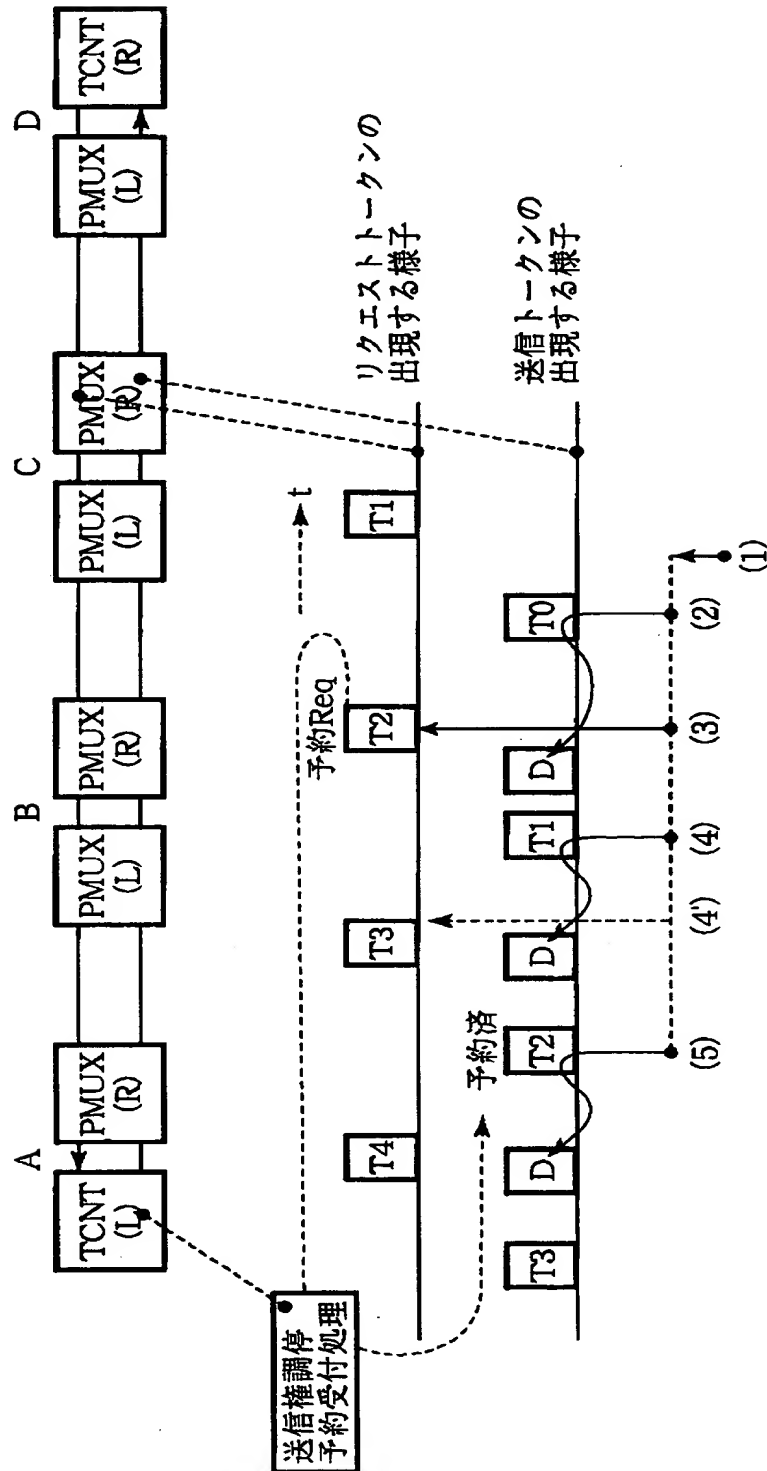 A
B
C
D
TCNT
(L)
PMUX
(R)
PMUX
(L)
PMUX
(R)
PMUX
(L)
PMUX
(R)
PMUX
(L)
TCNT
(R)
送信権調停
予約受付処理
予約Req
t
T4
T3
T2
T1
リクエストトークンの
出現する様子
予約済
T3
D
T2
D
T1
D
T0
送信トークンの
出現する様子
(5)
(4')
(4)
(3)
(2)
(1)